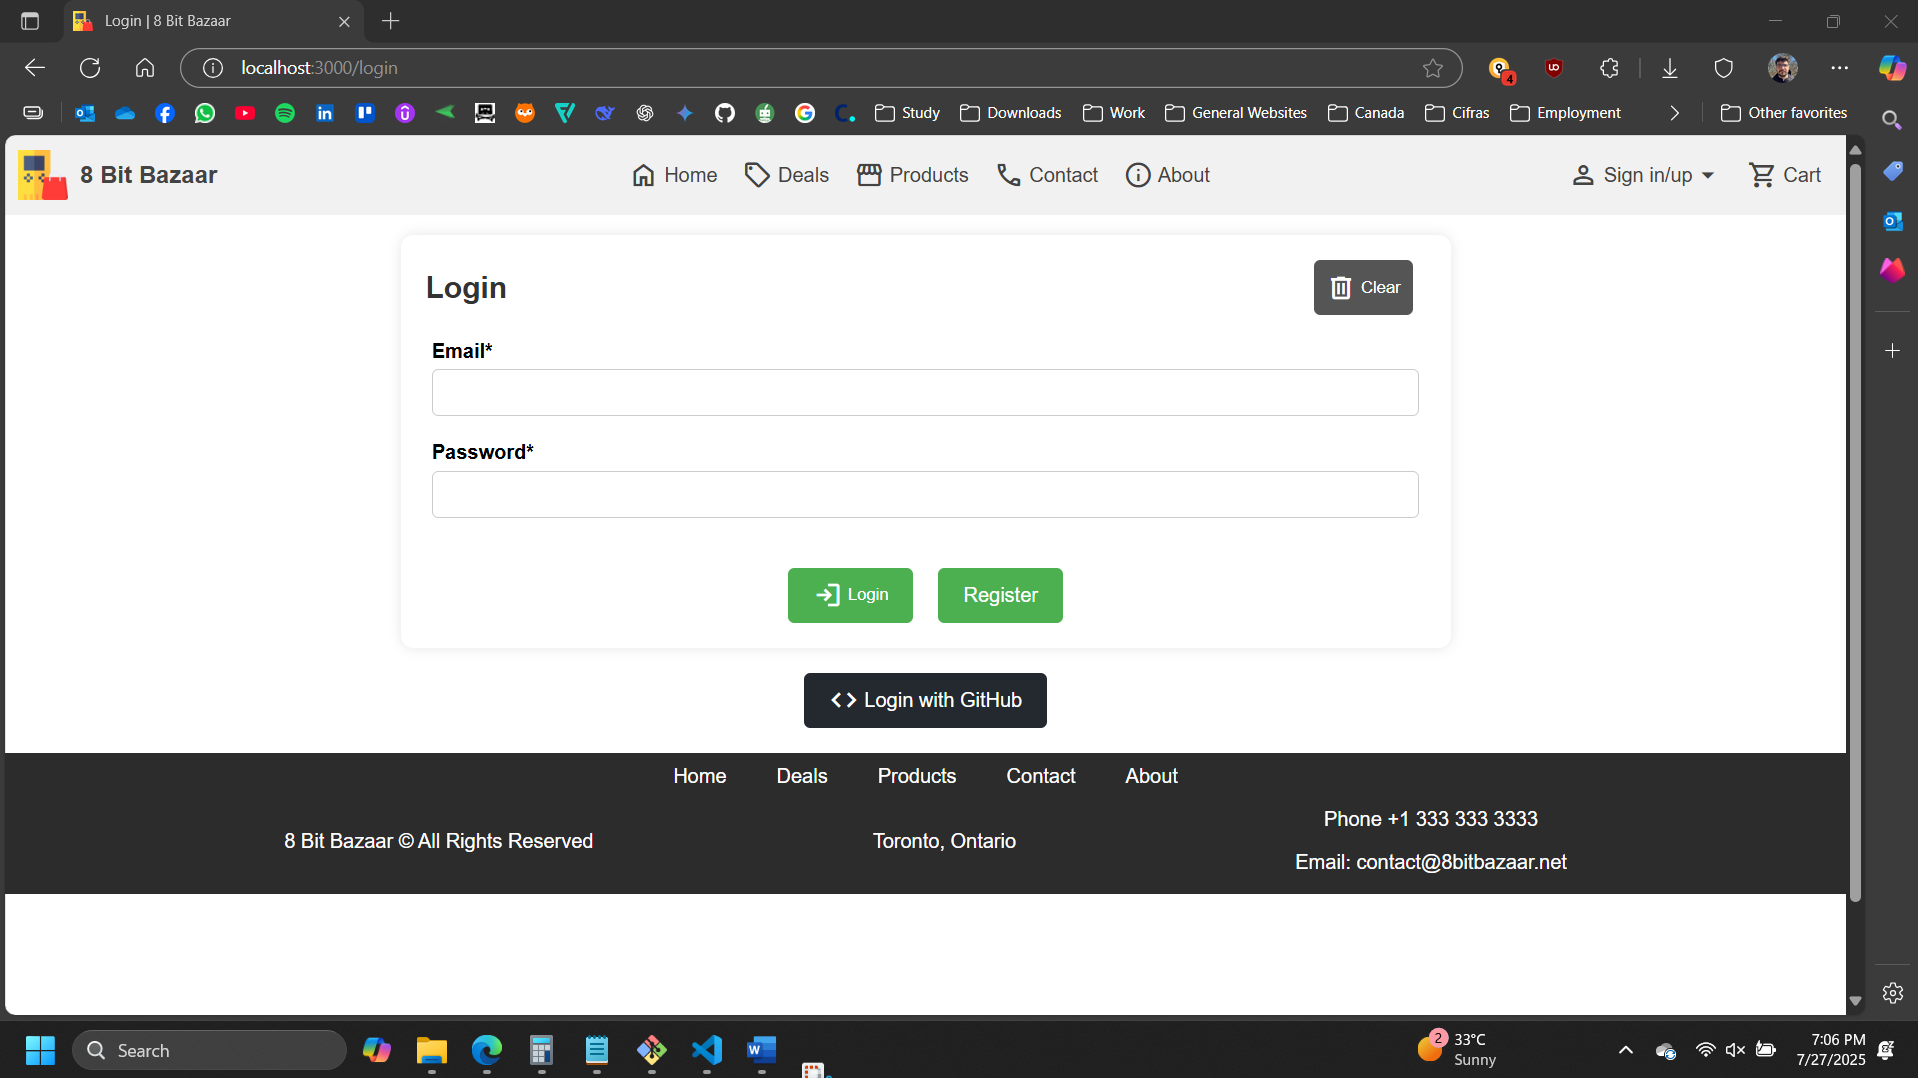 Login | 8 Bit Bazaar
localhost:3000/login
4
Study
Downloads
Work
General Websites
Canada
Cifras
Employment
Other favorites
8 Bit Bazaar
Home
Deals
Products
Contact
About
Sign in/up
Cart
Login
Clear
Email*
Password*
Login
Register
<> Login with GitHub
Home
Deals
Products
Contact
About
8 Bit Bazaar © All Rights Reserved
Toronto, Ontario
Phone +1 333 333 3333
Email: contact@8bitbazaar.net
Search
2
33°C
Sunny
7:06 PM
7/27/2025